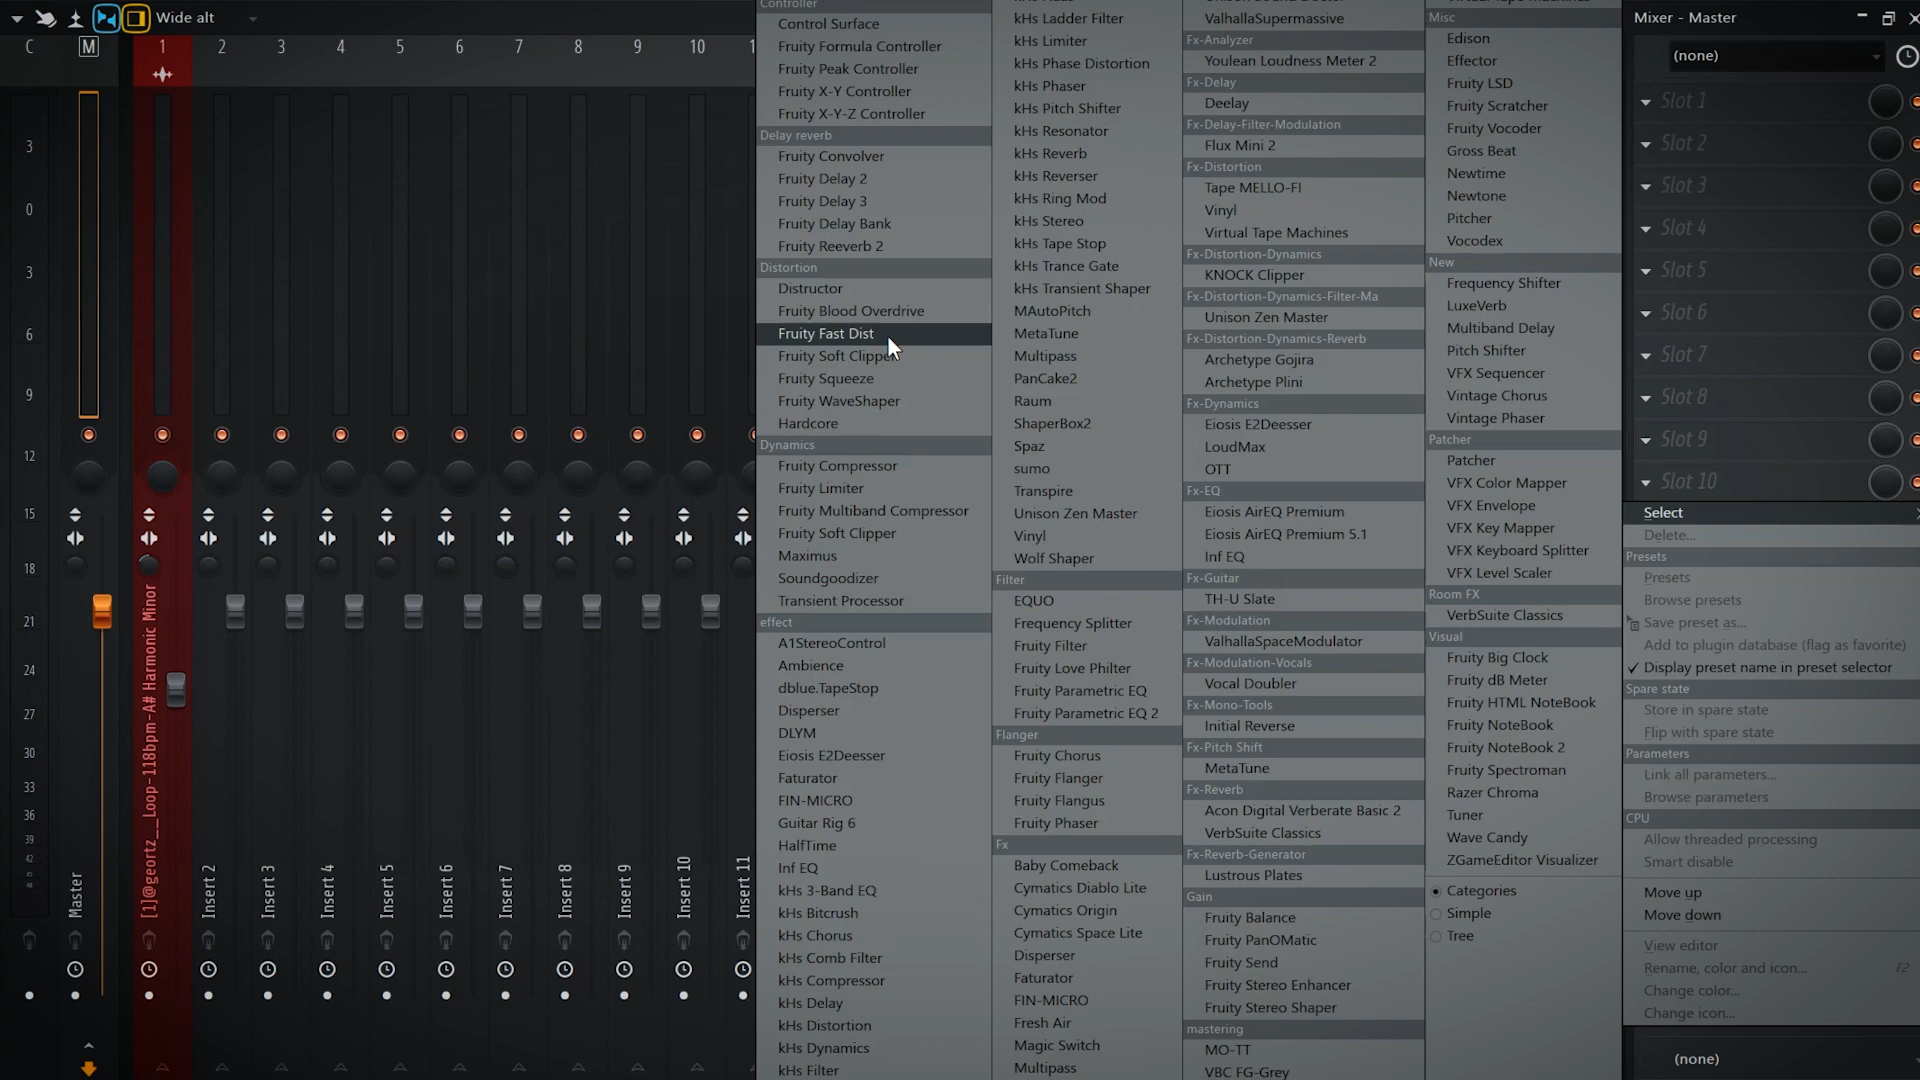 Wide alt
C
M
1
2
3
4
5
6
7
8
9
10
3
0
3
6
9
12
15
18
21
24
27
30
33
36
39
42
Master
[1]@geortz__Loop-118bpm-A# Harmonic Minor
Insert 2
Insert 3
Insert 4
Insert 5
Insert 6
Insert 7
Insert 8
Insert 9
Insert 10
Insert 11
Controller
Control Surface
Fruity Formula Controller
Fruity Peak Controller
Fruity X-Y Controller
Fruity X-Y-Z Controller
Delay reverb
Fruity Convolver
Fruity Delay 2
Fruity Delay 3
Fruity Delay Bank
Fruity Reeverb 2
Distortion
Distructor
Fruity Blood Overdrive
Fruity Fast Dist
Fruity Soft Clipper
Fruity Squeeze
Fruity WaveShaper
Hardcore
Dynamics
Fruity Compressor
Fruity Limiter
Fruity Multiband Compressor
Fruity Soft Clipper
Maximus
Soundgoodizer
Transient Processor
effect
A1StereoControl
Ambience
dblue.TapeStop
Disperser
DLYM
Eiosis E2Deesser
Faturator
FIN-MICRO
Guitar Rig 6
HalfTime
Inf EQ
kHs 3-Band EQ
kHs Bitcrush
kHs Chorus
kHs Comb Filter
kHs Compressor
kHs Delay
kHs Distortion
kHs Dynamics
kHs Filter
kHs Ladder Filter
kHs Limiter
kHs Phase Distortion
kHs Phaser
kHs Pitch Shifter
kHs Resonator
kHs Reverb
kHs Reverser
kHs Ring Mod
kHs Stereo
kHs Tape Stop
kHs Trance Gate
kHs Transient Shaper
MAutoPitch
MetaTune
Multipass
PanCake2
Raum
ShaperBox2
Spaz
sumo
Transpire
Unison Zen Master
Vinyl
Wolf Shaper
Filter
EQUO
Frequency Splitter
Fruity Filter
Fruity Love Philter
Fruity Parametric EQ
Fruity Parametric EQ 2
Flanger
Fruity Chorus
Fruity Flanger
Fruity Flangus
Fruity Phaser
Fx
Baby Comeback
Cymatics Diablo Lite
Cymatics Origin
Cymatics Space Lite
Disperser
Faturator
FIN-MICRO
Fresh Air
Magic Switch
Multipass
ValhallaSupermassive
Fx-Analyzer
Youlean Loudness Meter 2
Fx-Delay
Deelay
Fx-Delay-Filter-Modulation
Flux Mini 2
Fx-Distortion
Tape MELLO-FI
Vinyl
Virtual Tape Machines
Fx-Distortion-Dynamics
KNOCK Clipper
Fx-Distortion-Dynamics-Filter-Ma
Unison Zen Master
Fx-Distortion-Dynamics-Reverb
Archetype Gojira
Archetype Plini
Fx-Dynamics
Eiosis E2Deesser
LoudMax
OTT
Fx-EQ
Eiosis AirEQ Premium
Eiosis AirEQ Premium 5.1
Inf EQ
Fx-Guitar
TH-U Slate
Fx-Modulation
ValhallaSpaceModulator
Fx-Modulation-Vocals
Vocal Doubler
Fx-Mono-Tools
Initial Reverse
Fx-Pitch Shift
MetaTune
Fx-Reverb
Acon Digital Verberate Basic 2
VerbSuite Classics
Fx-Reverb-Generator
Lustrous Plates
Gain
Fruity Balance
Fruity PanOMatic
Fruity Send
Fruity Stereo Enhancer
Fruity Stereo Shaper
mastering
MO-TT
VBC FG-Grey
Misc
Edison
Effector
Fruity LSD
Fruity Scratcher
Fruity Vocoder
Gross Beat
Newtime
Newtone
Pitcher
Vocodex
New
Frequency Shifter
LuxeVerb
Multiband Delay
Pitch Shifter
VFX Sequencer
Vintage Chorus
Vintage Phaser
Patcher
Patcher
VFX Color Mapper
VFX Envelope
VFX Key Mapper
VFX Keyboard Splitter
VFX Level Scaler
Room FX
VerbSuite Classics
Visual
Fruity Big Clock
Fruity dB Meter
Fruity HTML NoteBook
Fruity NoteBook
Fruity NoteBook 2
Fruity Spectroman
Razer Chroma
Tuner
Wave Candy
ZGameEditor Visualizer
Categories
Simple
Tree
Mixer - Master
(none)
Slot 1
Slot 2
Slot 3
Slot 4
Slot 5
Slot 6
Slot 7
Slot 8
Slot 9
Slot 10
Select
Delete...
Presets
Presets
Browse presets
Save preset as...
Add to plugin database (flag as favorite)
Display preset name in preset selector
Spare state
Store in spare state
Flip with spare state
Parameters
Link all parameters...
Browse parameters
CPU
Allow threaded processing
Smart disable
Move up
Move down
View editor
Rename, color and icon... F2
Change color...
Change icon...
(none)